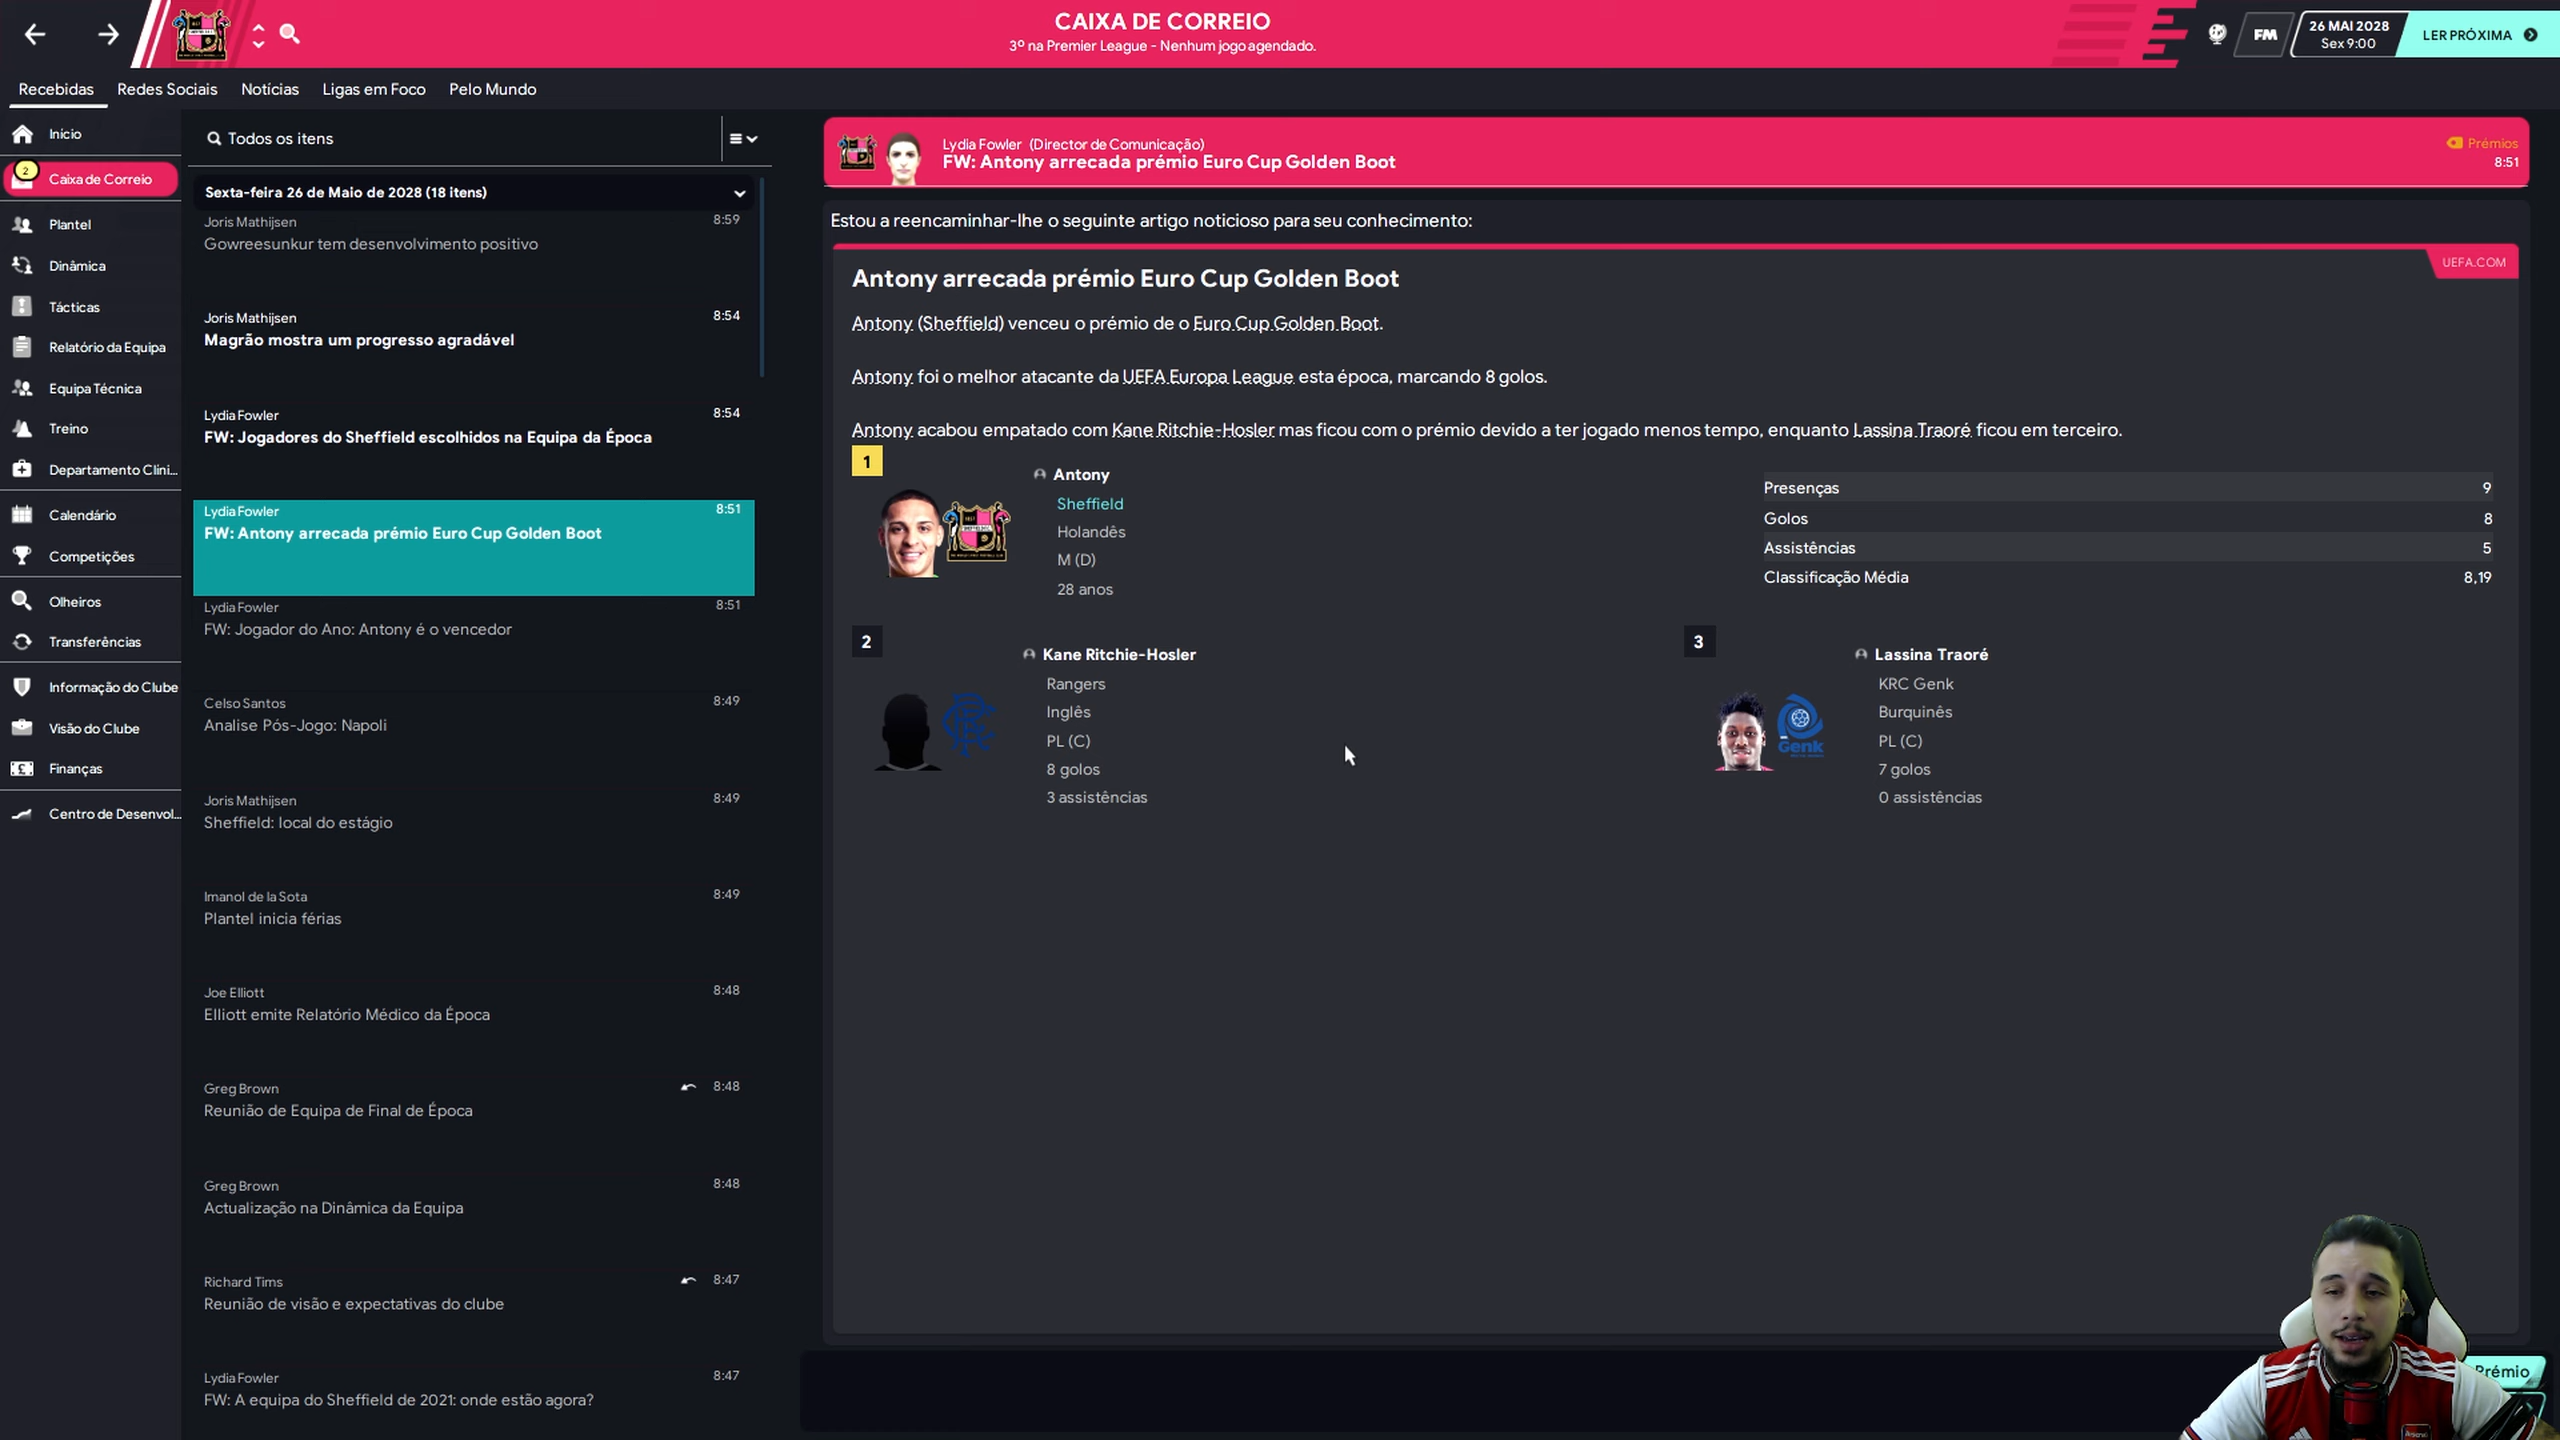 CAIXA DE CORREIO
3º na Premier League - Nenhum jogo agendado.
FM
26 MAI 2028
Sex 9:00
LER PRÓXIMA
Recebidas
Redes Sociais
Notícias
Ligas em Foco
Pelo Mundo
Início
2
Caixa de Correio
Plantel
Dinâmica
Tácticas
Relatório da Equipa
Equipa Técnica
Treino
Departamento Clíni...
Calendário
Competições
Olheiros
Transferências
Informação do Clube
Visão do Clube
Finanças
Centro de Desenvol...
Todos os itens
Sexta-feira 26 de Maio de 2028 (18 itens)
Joris Mathijsen 8:59
Gowreesunkur tem desenvolvimento positivo
Joris Mathijsen 8:54
Magrão mostra um progresso agradável
Lydia Fowler 8:54
FW: Jogadores do Sheffield escolhidos na Equipa da Época
Lydia Fowler 8:51
FW: Antony arrecada prémio Euro Cup Golden Boot
Lydia Fowler 8:51
FW: Jogador do Ano: Antony é o vencedor
Celso Santos 8:49
Analise Pós-Jogo: Napoli
Joris Mathijsen 8:49
Sheffield: local do estágio
Imanol de la Sota 8:49
Plantel inicia férias
Joe Elliott 8:48
Elliott emite Relatório Médico da Época
Greg Brown 8:48
Reunião de Equipa de Final de Época
Greg Brown 8:48
Actualização na Dinâmica da Equipa
Richard Tims 8:47
Reunião de visão e expectativas do clube
Lydia Fowler 8:47
FW: A equipa do Sheffield de 2021: onde estão agora?
Lydia Fowler (Director de Comunicação)
FW: Antony arrecada prémio Euro Cup Golden Boot
Prémios
8:51
Estou a reencaminhar-lhe o seguinte artigo noticioso para seu conhecimento:
UEFA.COM
Antony arrecada prémio Euro Cup Golden Boot
Antony (Sheffield) venceu o prémio de o Euro Cup Golden Boot.
Antony foi o melhor atacante da UEFA Europa League esta época, marcando 8 golos.
Antony acabou empatado com Kane Ritchie-Hosler mas ficou com o prémio devido a ter jogado menos tempo, enquanto Lassina Traoré ficou em terceiro.
1
Antony
Sheffield
Holandês
M (D)
28 anos
Presenças 9
Golos 8
Assistências 5
Classificação Média 8,19
2
Kane Ritchie-Hosler
Rangers
Inglês
PL (C)
8 golos
3 assistências
3
Lassina Traoré
KRC Genk
Burquinês
PL (C)
7 golos
0 assistências
Genk
Prémio